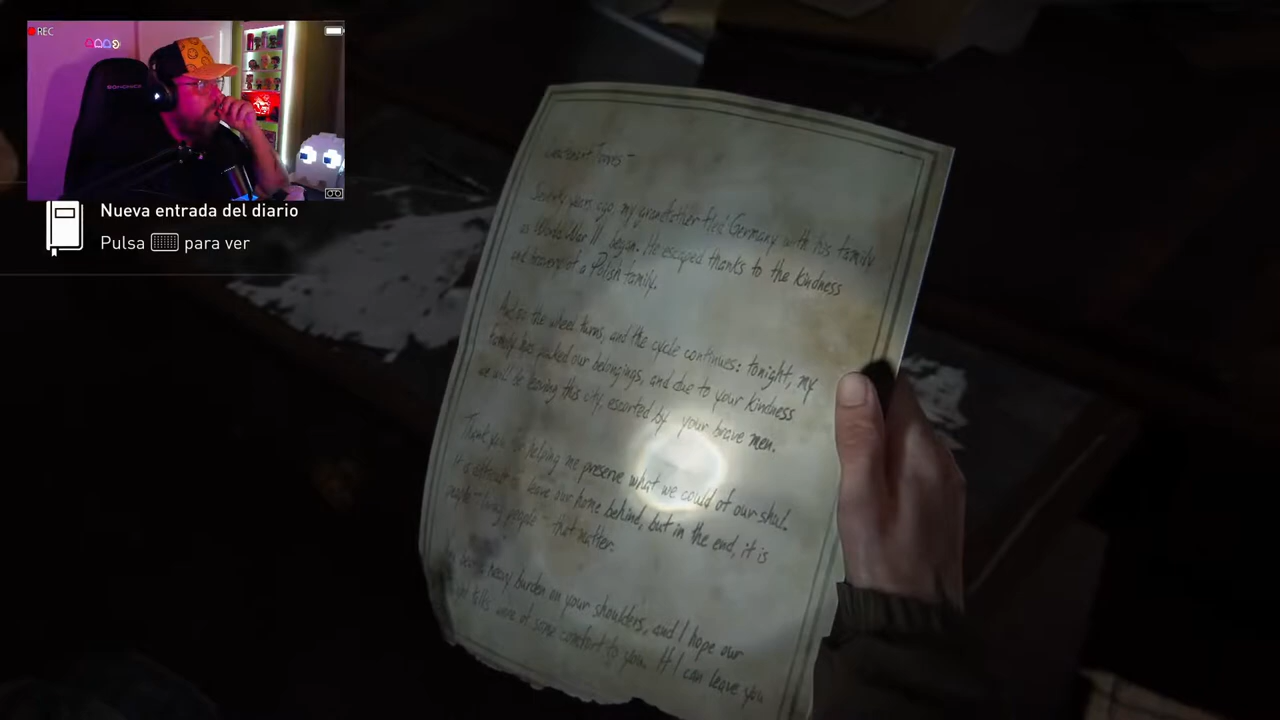 REC
Nueva entrada del diario
Pulsa para ver
Torres -
Seventy years ago, my grandfather fled Germany with his family
as World War II began. He escaped thanks to the kindness
and bravery of a Polish family.
And so the wheel turns, and the cycle continues: tonight, my
family has packed our belongings, and due to your kindness
we will be leaving this city, escorted by your brave men.
Thank you for helping me preserve what we could of our shul.
It is difficult to leave our home behind, but in the end, it is
people - living people - that matter.
heavy burden on your shoulders, and I hope our
talks were of some comfort to you. If I can leave you